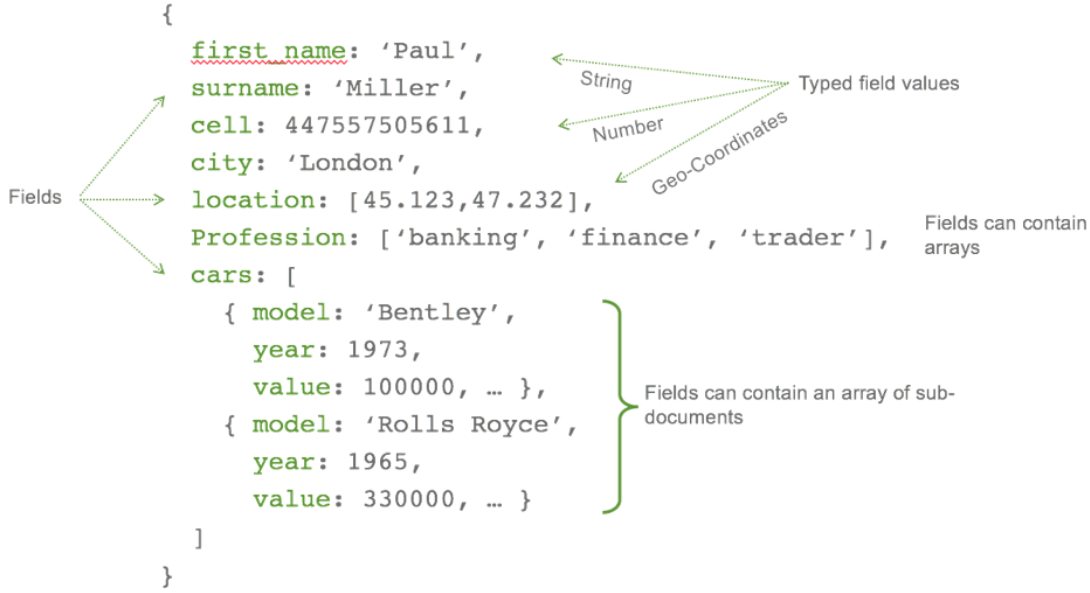 {
first_name: ‘Paul’,
surname: ‘Miller’,
cell: 447557505611,
city: ‘London’,
location: [45.123,47.232],
Profession: [‘banking’, ‘finance’, ‘trader’],
cars: [
{ model: ‘Bentley’,
year: 1973,
value: 100000, … },
{ model: ‘Rolls Royce’,
year: 1965,
value: 330000, … }
]
}
Fields
String
Number
Geo-Coordinates
Typed field values
Fields can contain
arrays
Fields can contain an array of sub-
documents